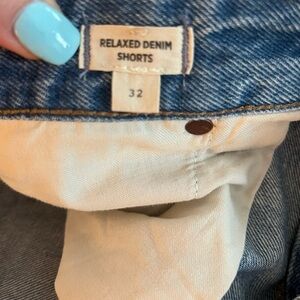 RELAXED DENIM
SHORTS
32